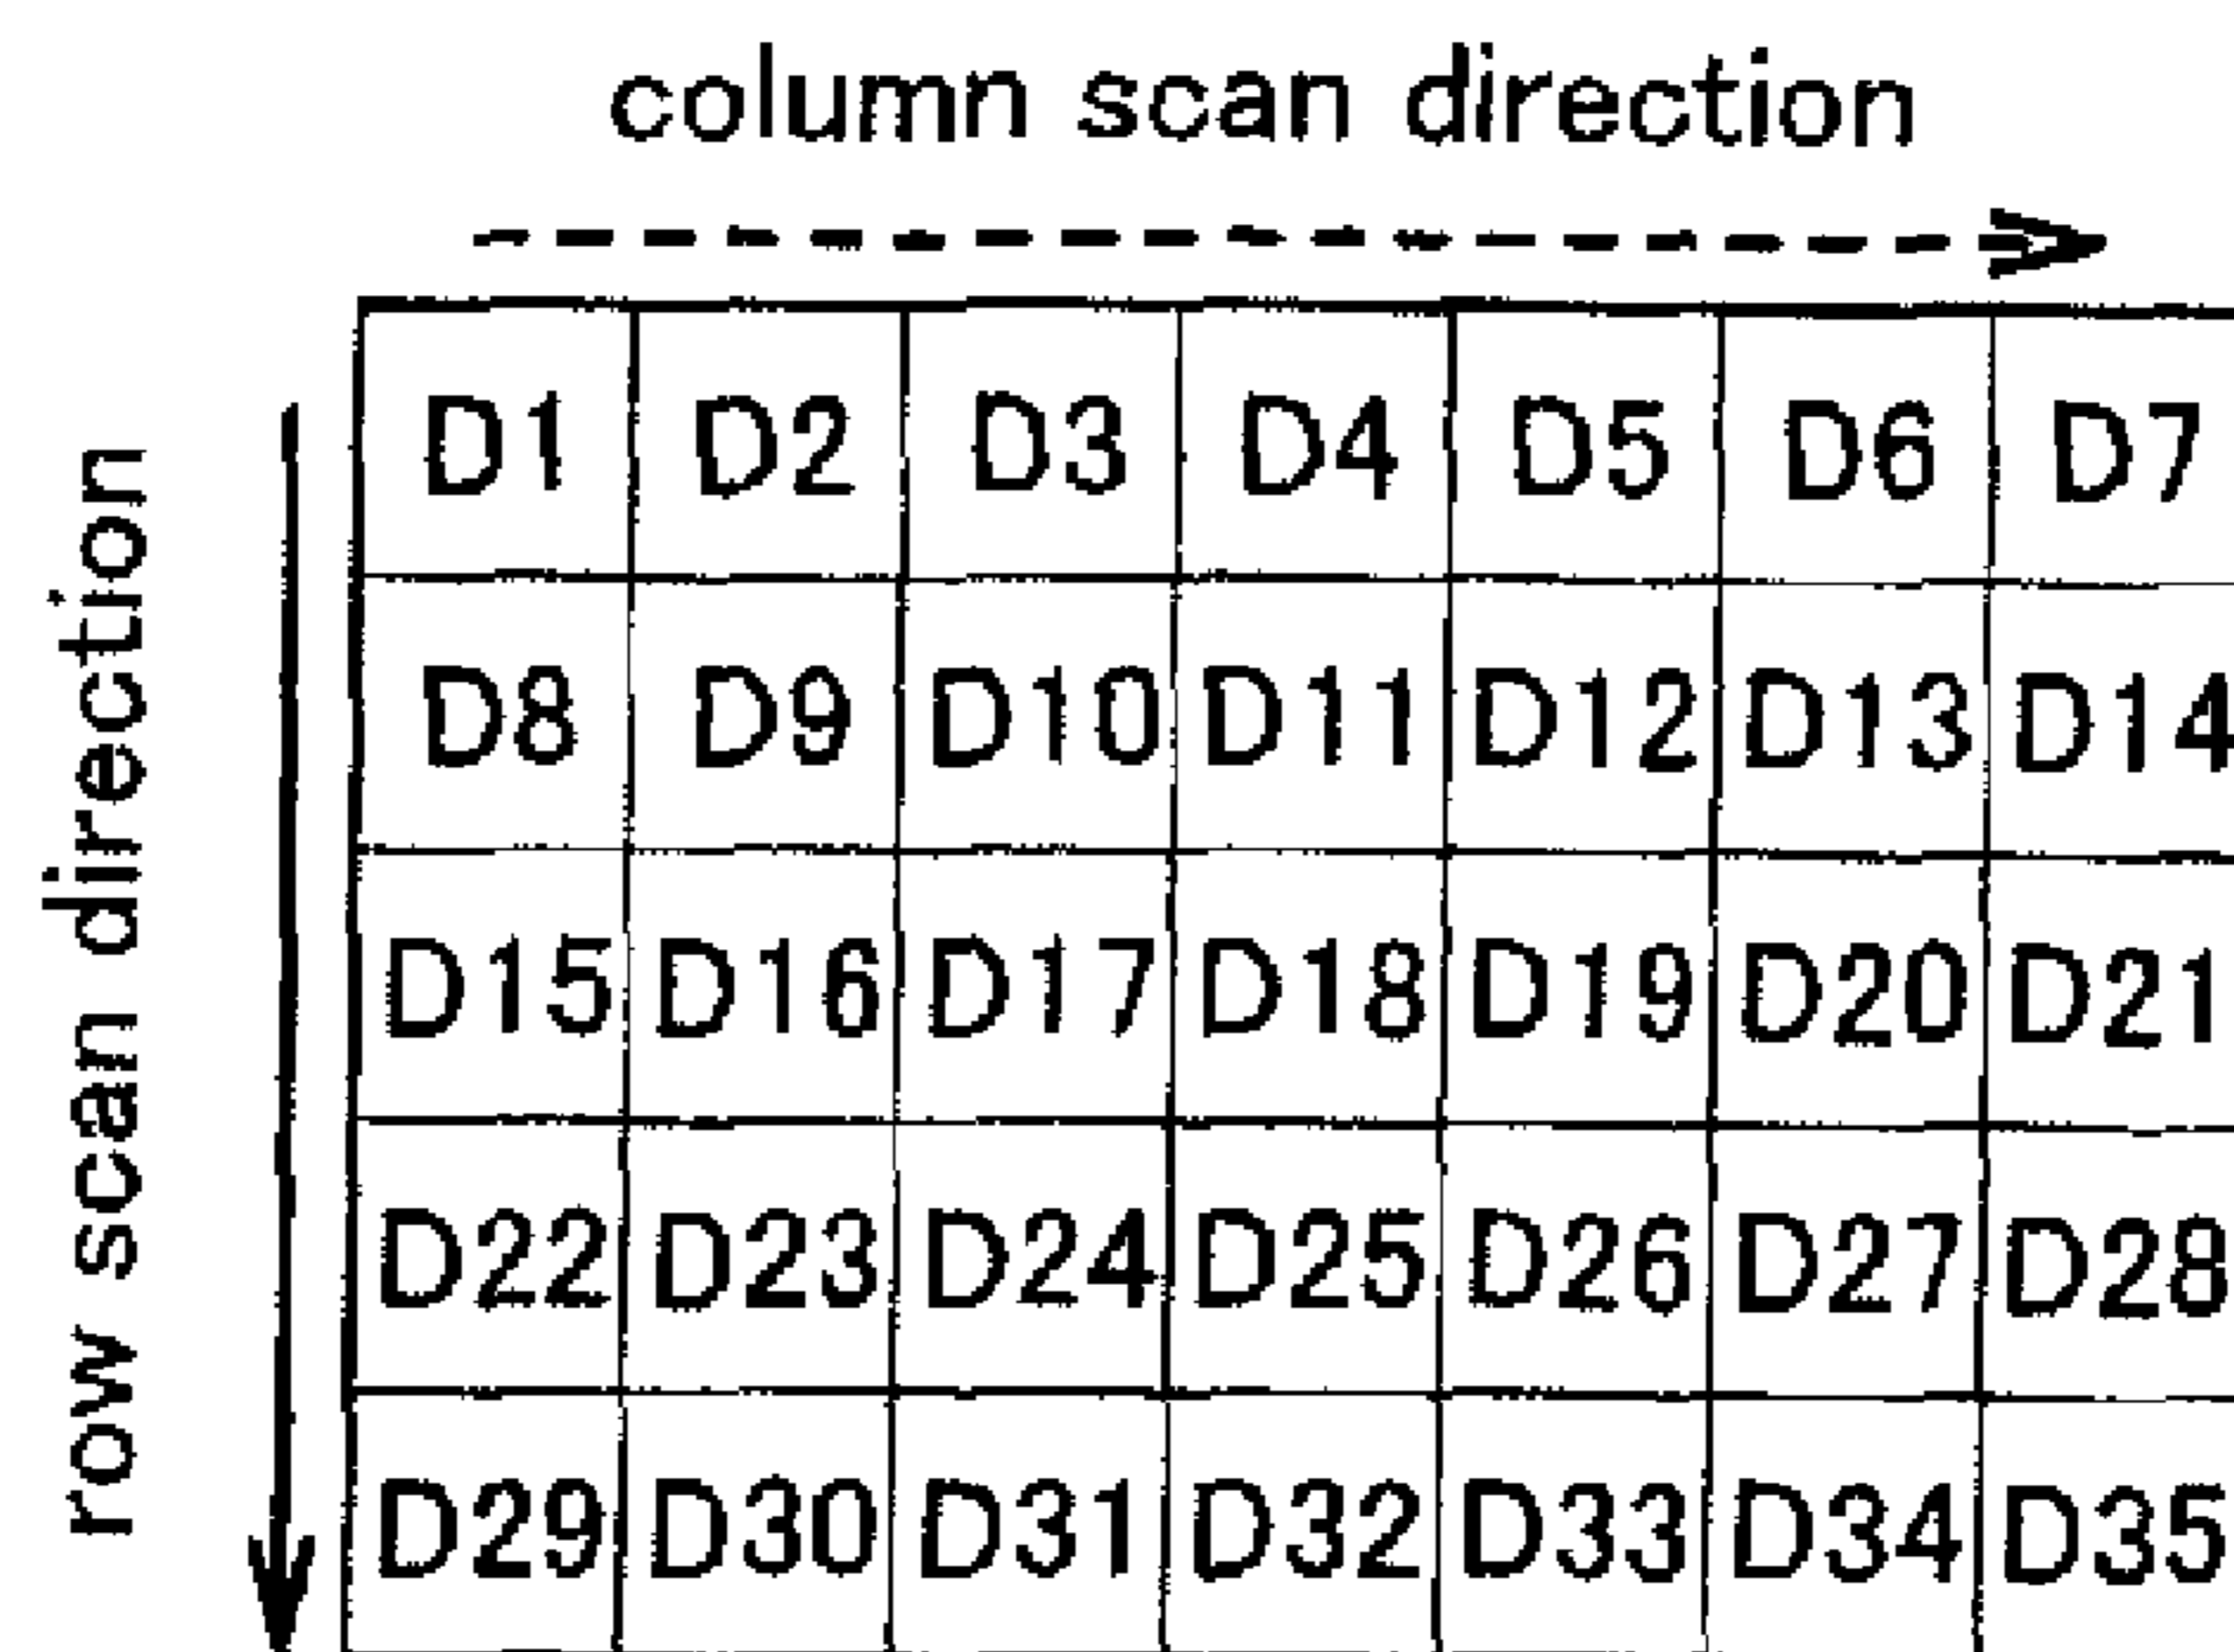 column scan direction
row scan direction
D1 D2 D3 D4 D5 D6 D7
D8 D9 D10 D11 D12 D13 D14
D15 D16 D17 D18 D19 D20 D21
D22 D23 D24 D25 D26 D27 D28
D29 D30 D31 D32 D33 D34 D35